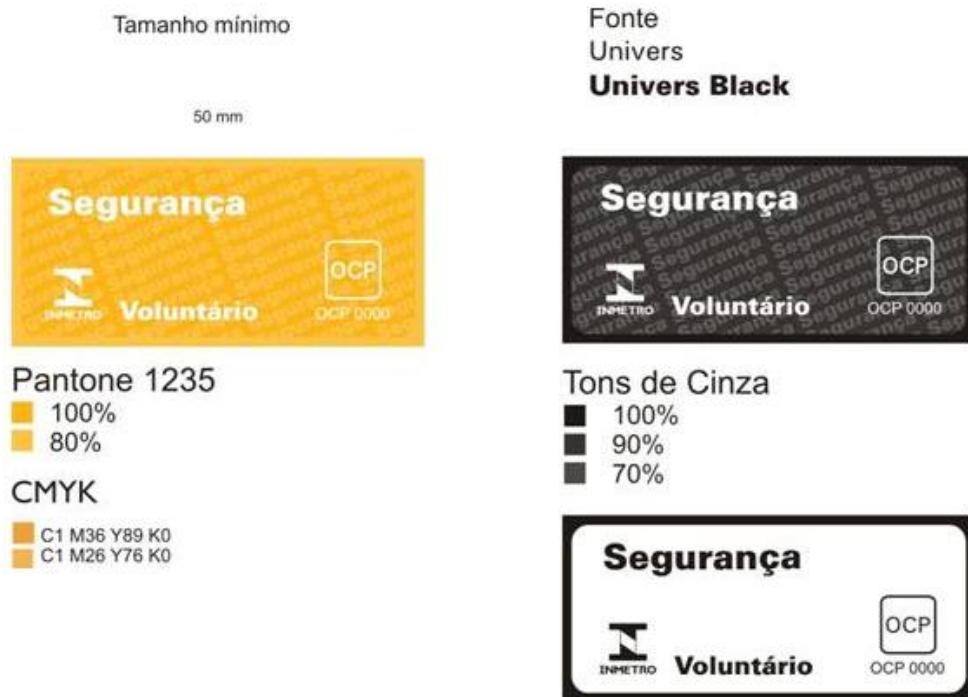 Tamanho mínimo
50 mm
Segurança
OCP
INMETRO
Voluntário
OCP 0000
Pantone 1235
100%
80%
CMYK
C1 M36 Y89 K0
C1 M26 Y76 K0
Fonte
Univers
Univers Black
Segurança
OCP
INMETRO
Voluntário
OCP 0000
Tons de Cinza
100%
90%
70%
Segurança
OCP
INMETRO
Voluntário
OCP 0000